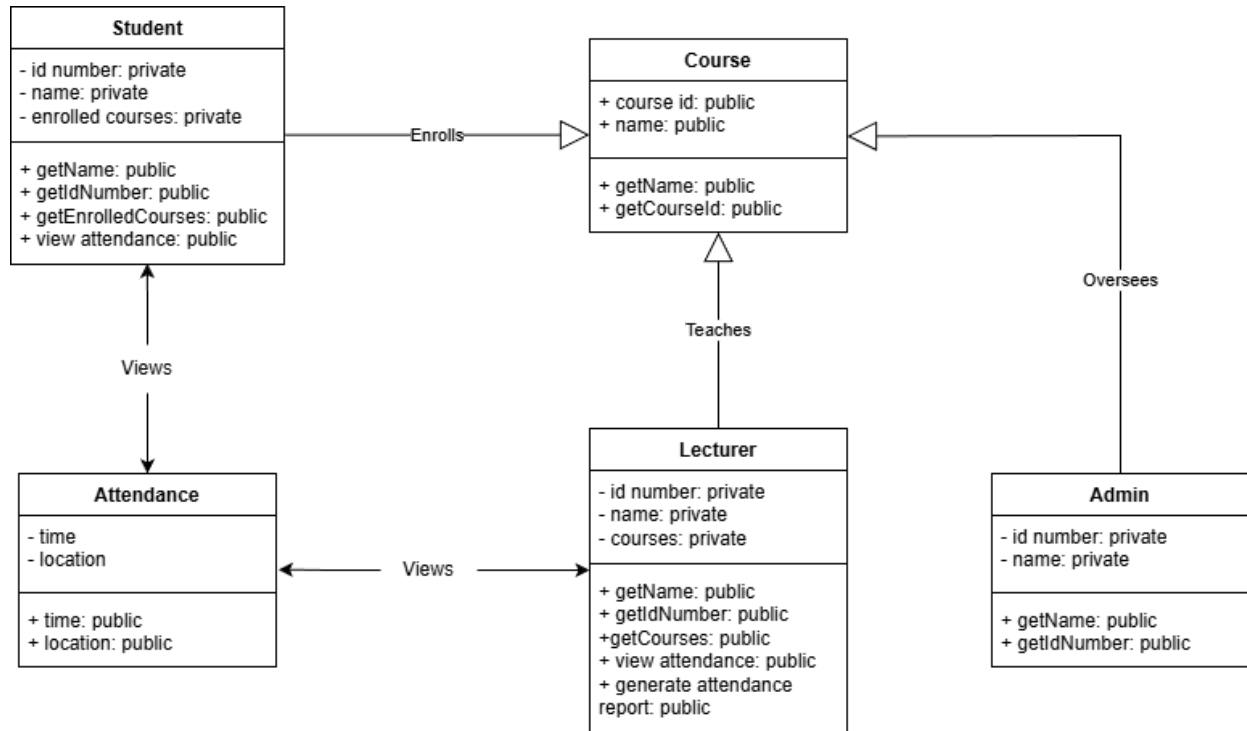 Student
- id number: private
- name: private
- enrolled courses: private
+ getName: public
+ getIdNumber: public
+ getEnrolledCourses: public
+ view attendance: public
Enrolls
Course
+ course id: public
+ name: public
+ getName: public
+ getCourseId: public
Oversees
Teaches
Views
Attendance
- time
- location
+ time: public
+ location: public
Views
Lecturer
- id number: private
- name: private
- courses: private
+ getName: public
+ getIdNumber: public
+getCourses: public
+ view attendance: public
+ generate attendance
report: public
Admin
- id number: private
- name: private
+ getName: public
+ getIdNumber: public